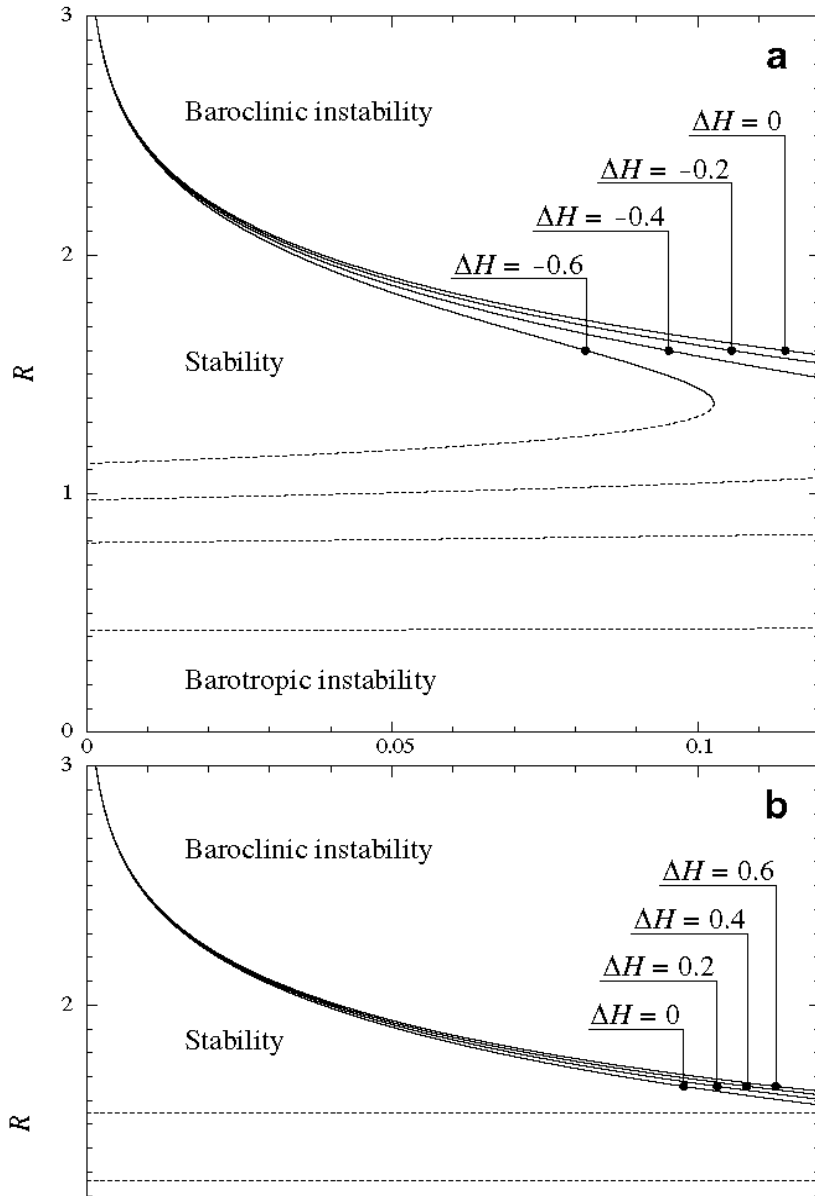 3
a
Baroclinic instability
ΔH = 0
ΔH = −0.2
ΔH = −0.4
2
ΔH = −0.6
Stability
R
1
Barotropic instability
0
0
0.05
0.1
3
b
Baroclinic instability
ΔH = 0.6
ΔH = 0.4
ΔH = 0.2
2
ΔH = 0
Stability
R